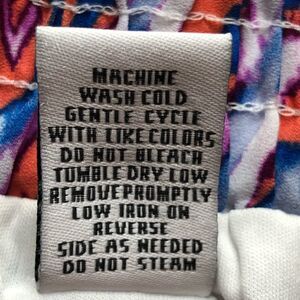 MACHINE
WASH COLD
GENTLE CYCLE
WITH LIKE COLORS
DO NOT BLEACH
TUMBLE DRY LOW
REMOVE PROMPTLY
LOW IRON ON
REVERSE
SIDE AS NEEDED
DO NOT STEAM